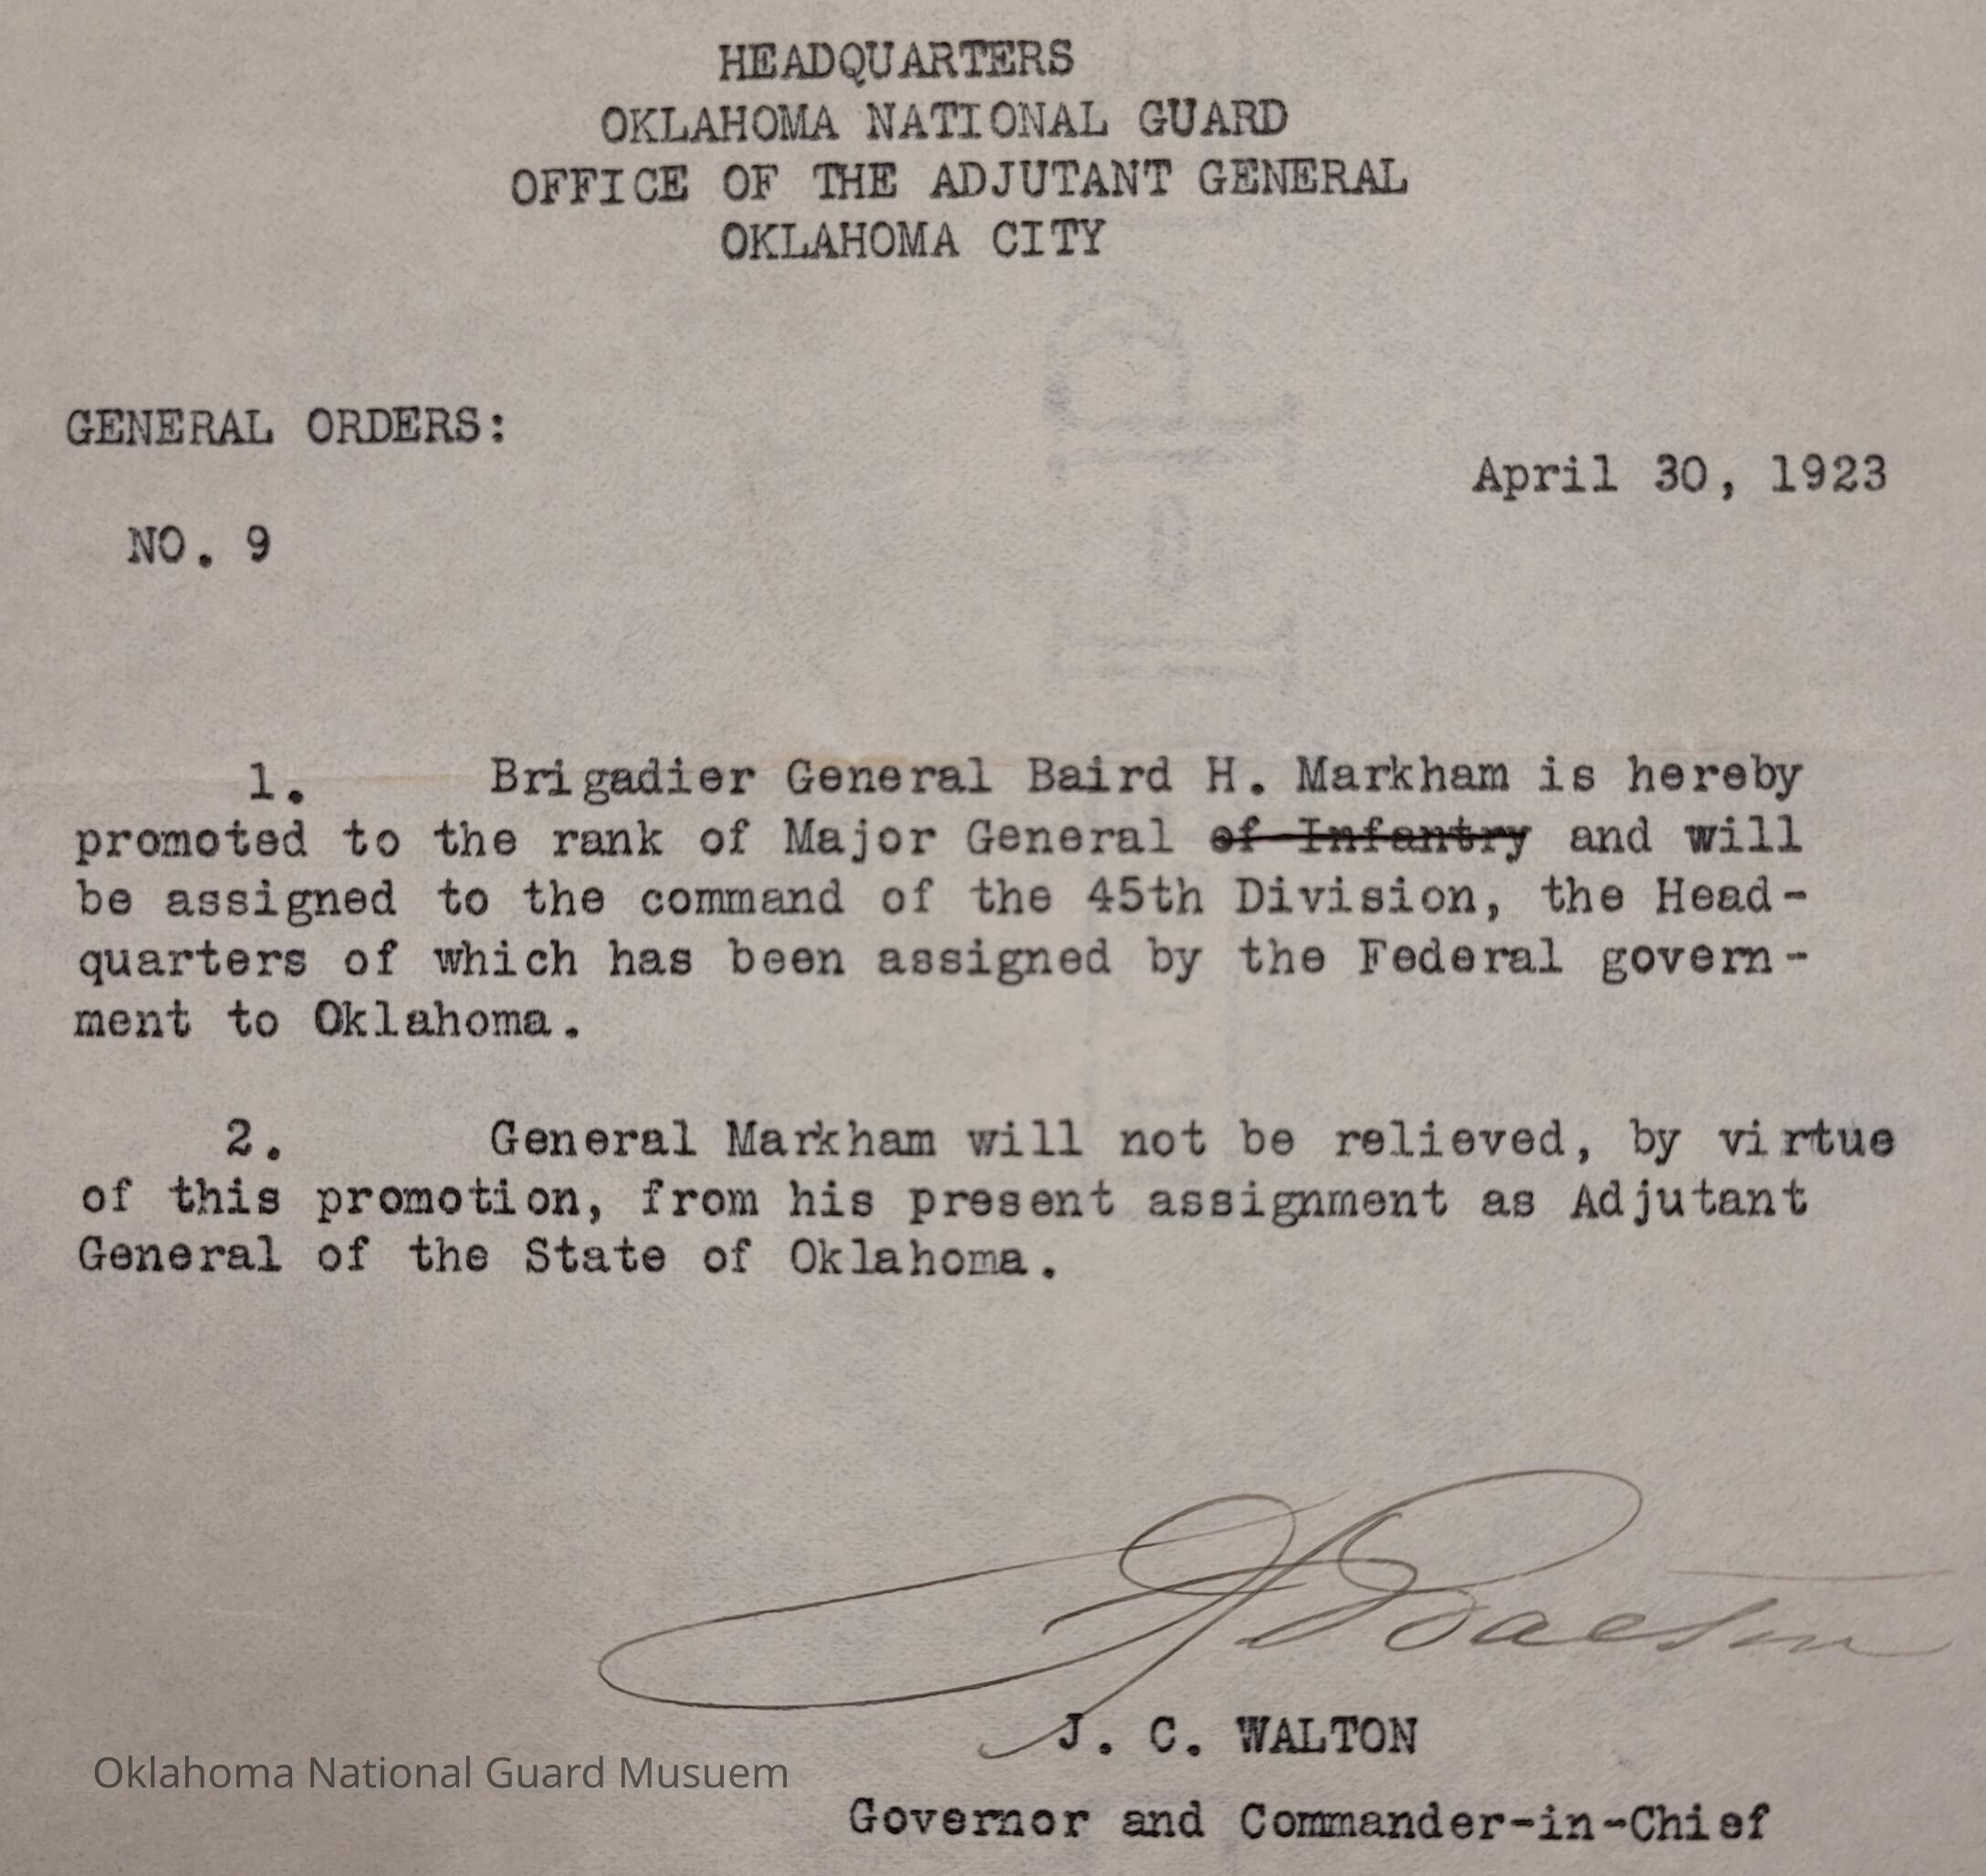 HEADQUARTERS
OKLAHOMA NATIONAL GUARD
OFFICE OF THE ADJUTANT GENERAL
OKLAHOMA CITY
GENERAL ORDERS:
April 30, 1923
NO. 9
1. Brigadier General Baird H. Markham is hereby
promoted to the rank of Major General of Infantry and will
be assigned to the command of the 45th Division, the Head-
quarters of which has been assigned by the Federal govern-
ment to Oklahoma.
2. General Markham will not be relieved, by virtue
of this promotion, from his present assignment as Adjutant
General of the State of Oklahoma.
J. C. WALTON
Oklahoma National Guard Musuem
Governor and Commander-in-Chief